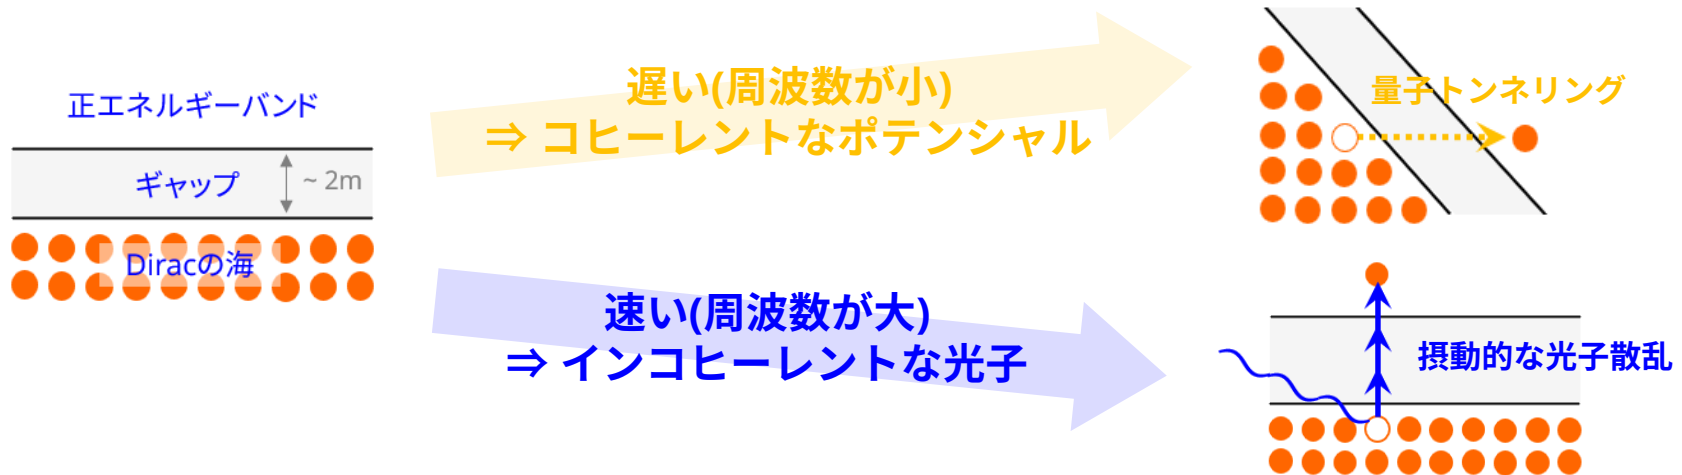 正エネルギーバンド
ギャップ
~ 2m
Diracの海
遅い(周波数が小)
⇒ コヒーレントなポテンシャル
量子トンネリング
速い(周波数が大)
⇒ インコヒーレントな光子
摂動的な光子散乱